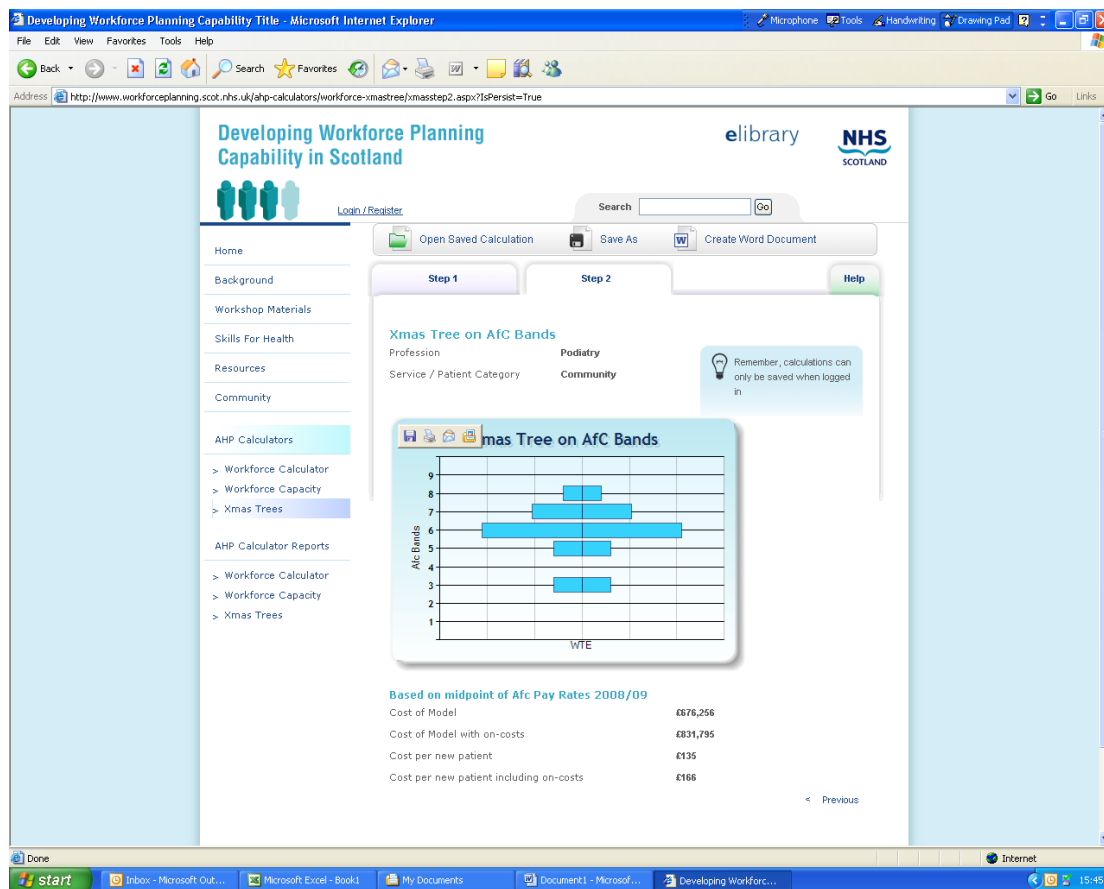 Developing Workforce Planning Capability Title - Microsoft Internet Explorer
Microphone Tools Handwriting Drawing Pad
File Edit View Favorites Tools Help
Back Search Favorites
Address http://www.workforceplanning.scot.nhs.uk/ahp-calculators/workforce-xmastree/xmasstep2.aspx?IsPersist=True Go Links
Developing Workforce Planning
Capability in Scotland
elibrary
NHS
SCOTLAND
Login / Register
Search Go
Open Saved Calculation Save As Create Word Document
Home
Background
Workshop Materials
Skills For Health
Resources
Community
AHP Calculators
> Workforce Calculator
> Workforce Capacity
> Xmas Trees
AHP Calculator Reports
> Workforce Calculator
> Workforce Capacity
> Xmas Trees
Step 1 Step 2 Help
Xmas Tree on AfC Bands
Profession Podiatry
Service / Patient Category Community
Remember, calculations can
only be saved when logged
in
mas Tree on AfC Bands
Afc Bands
9
8
7
6
5
4
3
2
1
WTE
Based on midpoint of Afc Pay Rates 2008/09
Cost of Model £676,256
Cost of Model with on-costs £831,795
Cost per new patient £135
Cost per new patient including on-costs £166
< Previous
Done Internet
start Inbox - Microsoft Out... Microsoft Excel - Book1 My Documents Document1 - Microsof... Developing Workforc... 15:45